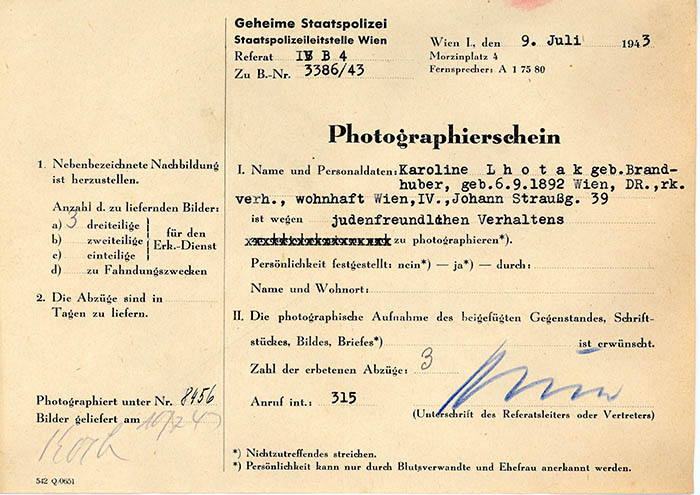 Geheime Staatspolizei
Staatspolizeileitstelle Wien
Referat IV B 4
Zu B.-Nr. 3386/43
Wien I., den 9. Juli 1943
Morzinplatz 4
Fernsprecher: A 1 75 80
Photographierschein
1. Nebenbezeichnete Nachbildung
ist herzustellen.
Anzahl d. zu liefernden Bilder:
a) 3 dreiteilige
b) zweiteilige
c) einteilige
für den
Erk.-Dienst
d) zu Fahndungszwecken
2. Die Abzüge sind in
Tagen zu liefern.
Photographiert unter Nr. 8456
Bilder geliefert am
542 Q/0651
I. Name und Personaldaten: Karoline Lhotak geb.Brand-
huber, geb.6.9.1892 Wien, DR.,rk.
verh., wohnhaft Wien,IV.,Johann Straußg. 39
ist wegen judenfreundlichen Verhaltens
zu photographieren*).
Persönlichkeit festgestellt: nein*) — ja*) — durch:
Name und Wohnort:
II. Die photographische Aufnahme des beigefügten Gegenstandes, Schrift-
stückes, Bildes, Briefes*) ist erwünscht.
Zahl der erbetenen Abzüge: 3
Anruf int.: 315
(Unterschrift des Referatsleiters oder Vertreters)
*) Nichtzutreffendes streichen.
*) Persönlichkeit kann nur durch Blutsverwandte und Ehefrau anerkannt werden.